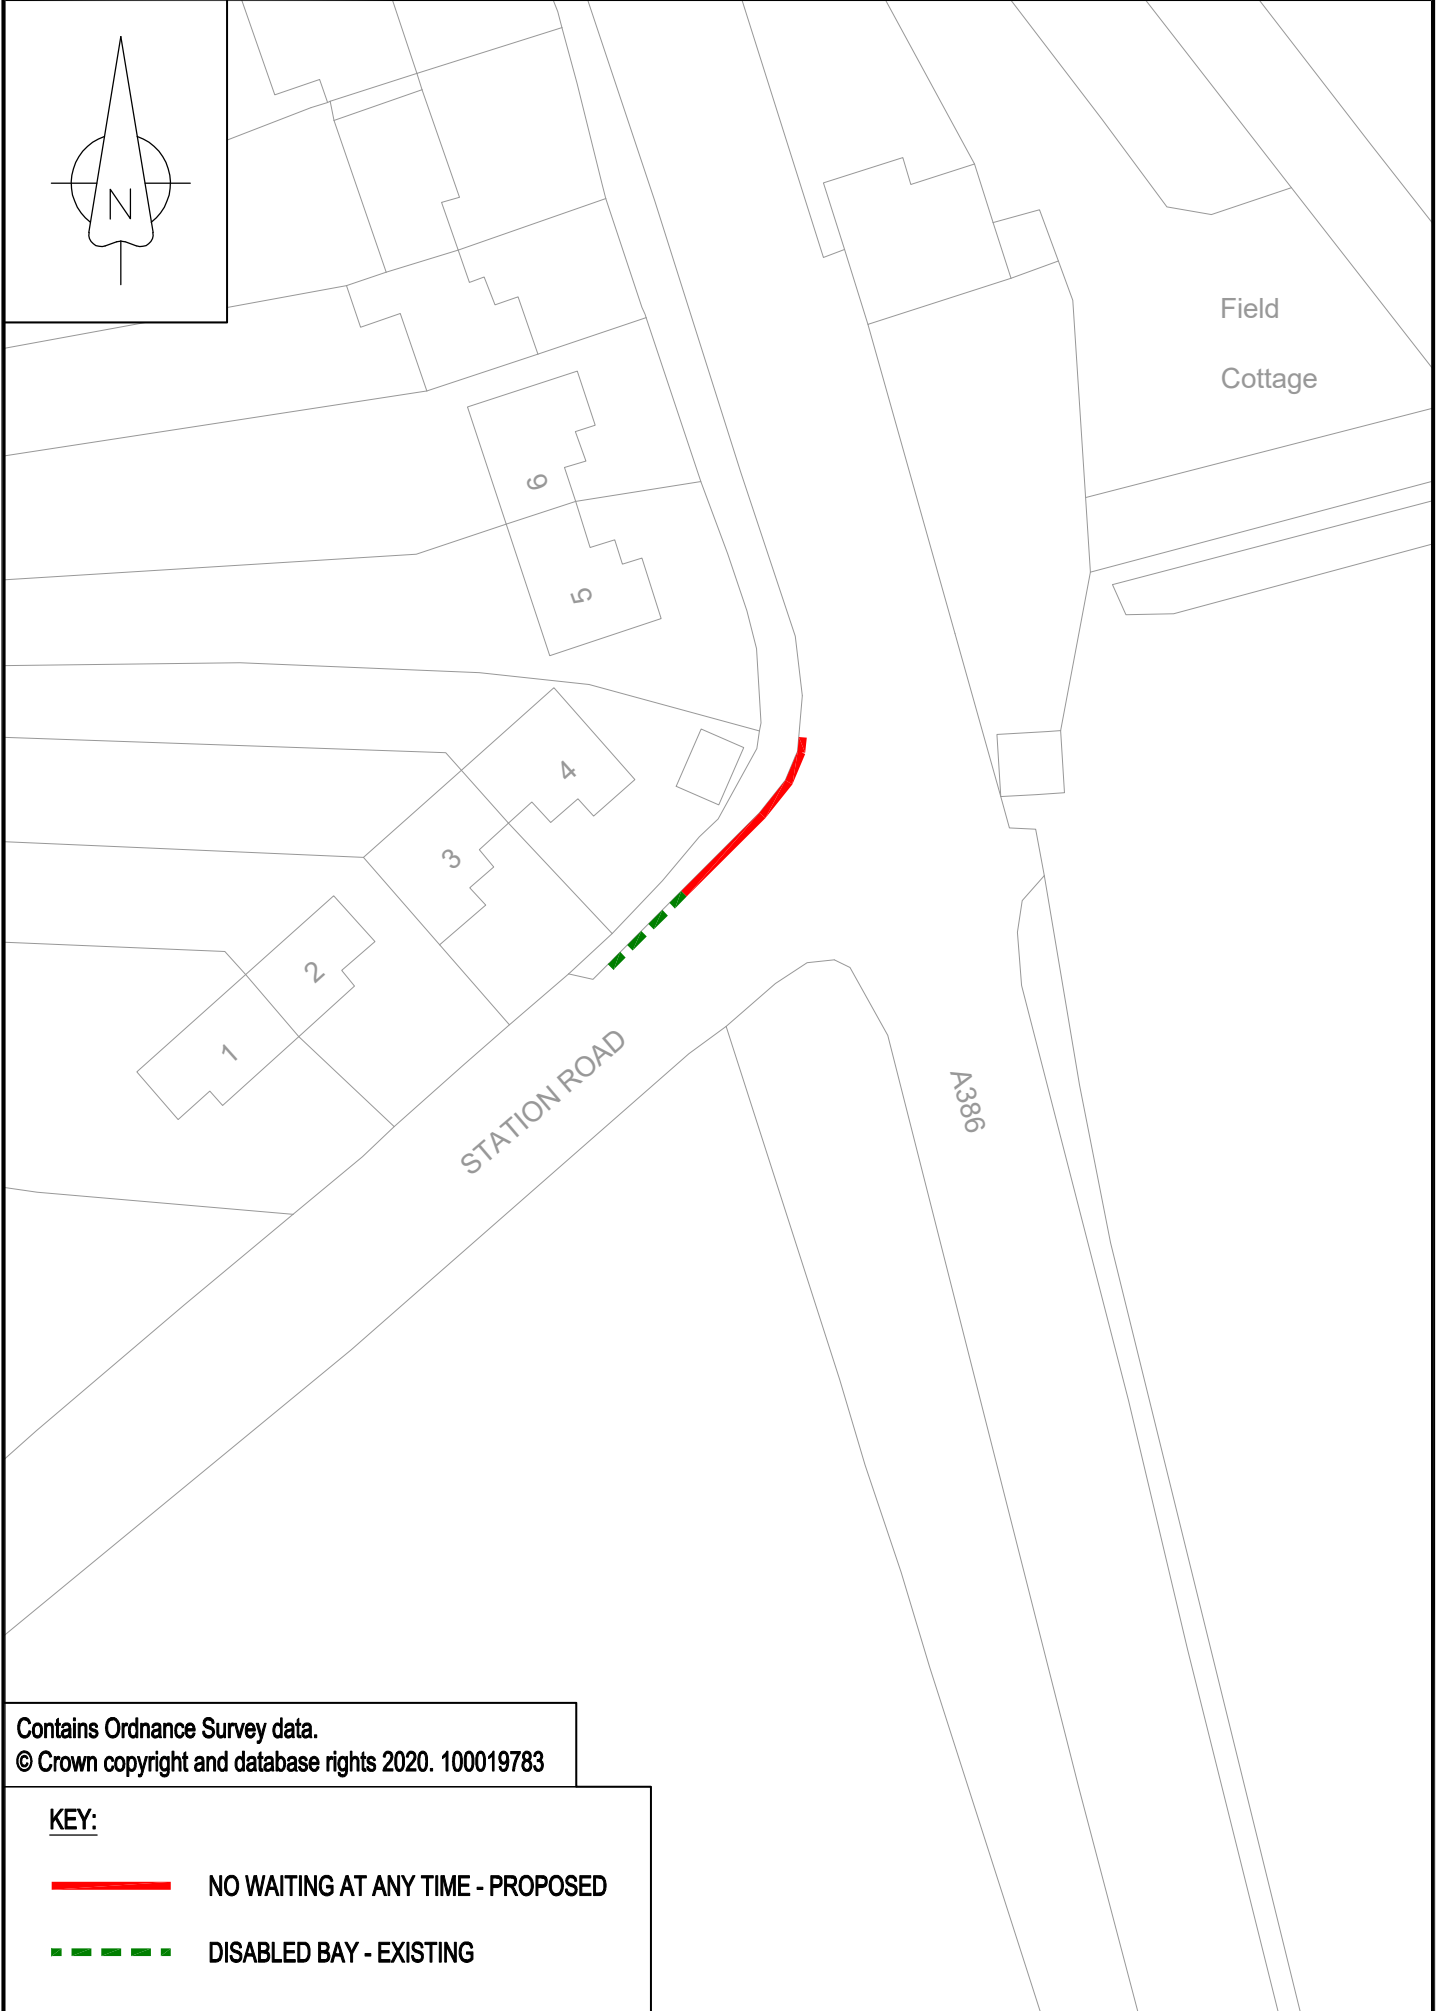 N
Field
Cottage
6
5
4
3
2
1
STATION ROAD
A386
Contains Ordnance Survey data.
© Crown copyright and database rights 2020. 100019783
KEY:
NO WAITING AT ANY TIME - PROPOSED
DISABLED BAY - EXISTING